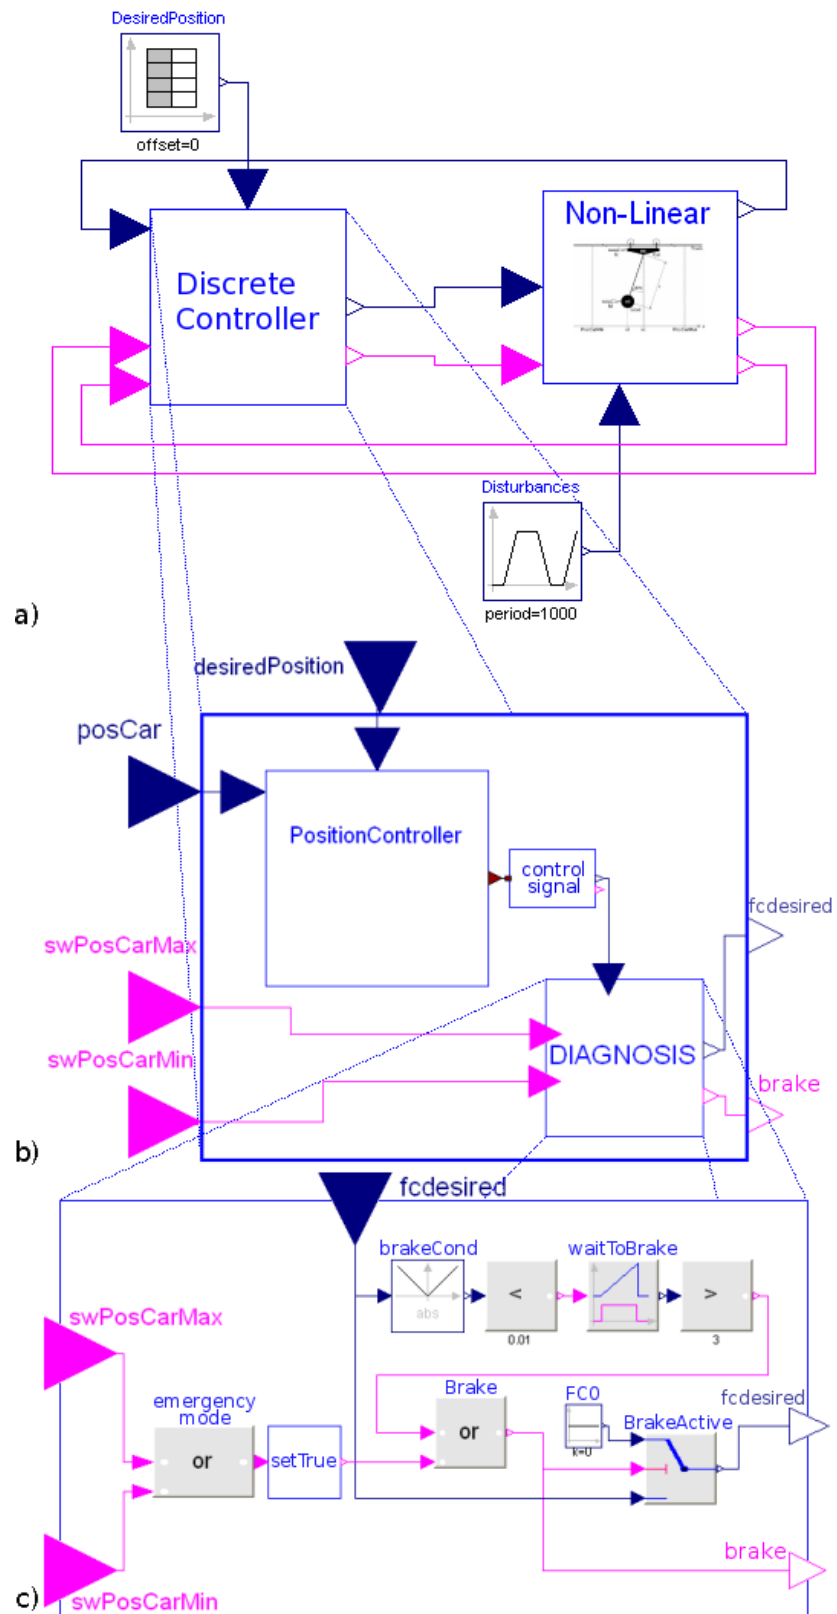 DesiredPosition
offset=0
Non-Linear
Discrete
Controller
Disturbances
period=1000
a)
desiredPosition
posCar
PositionController
control
signal
fcdesired
swPosCarMax
swPosCarMin
DIAGNOSIS
brake
b)
fcdesired
brakeCond
waitToBrake
abs
<
>
0.01
3
swPosCarMax
emergency
mode
or
setTrue
Brake
or
FC0
k=0
BrakeActive
fcdesired
brake
c)
swPosCarMin